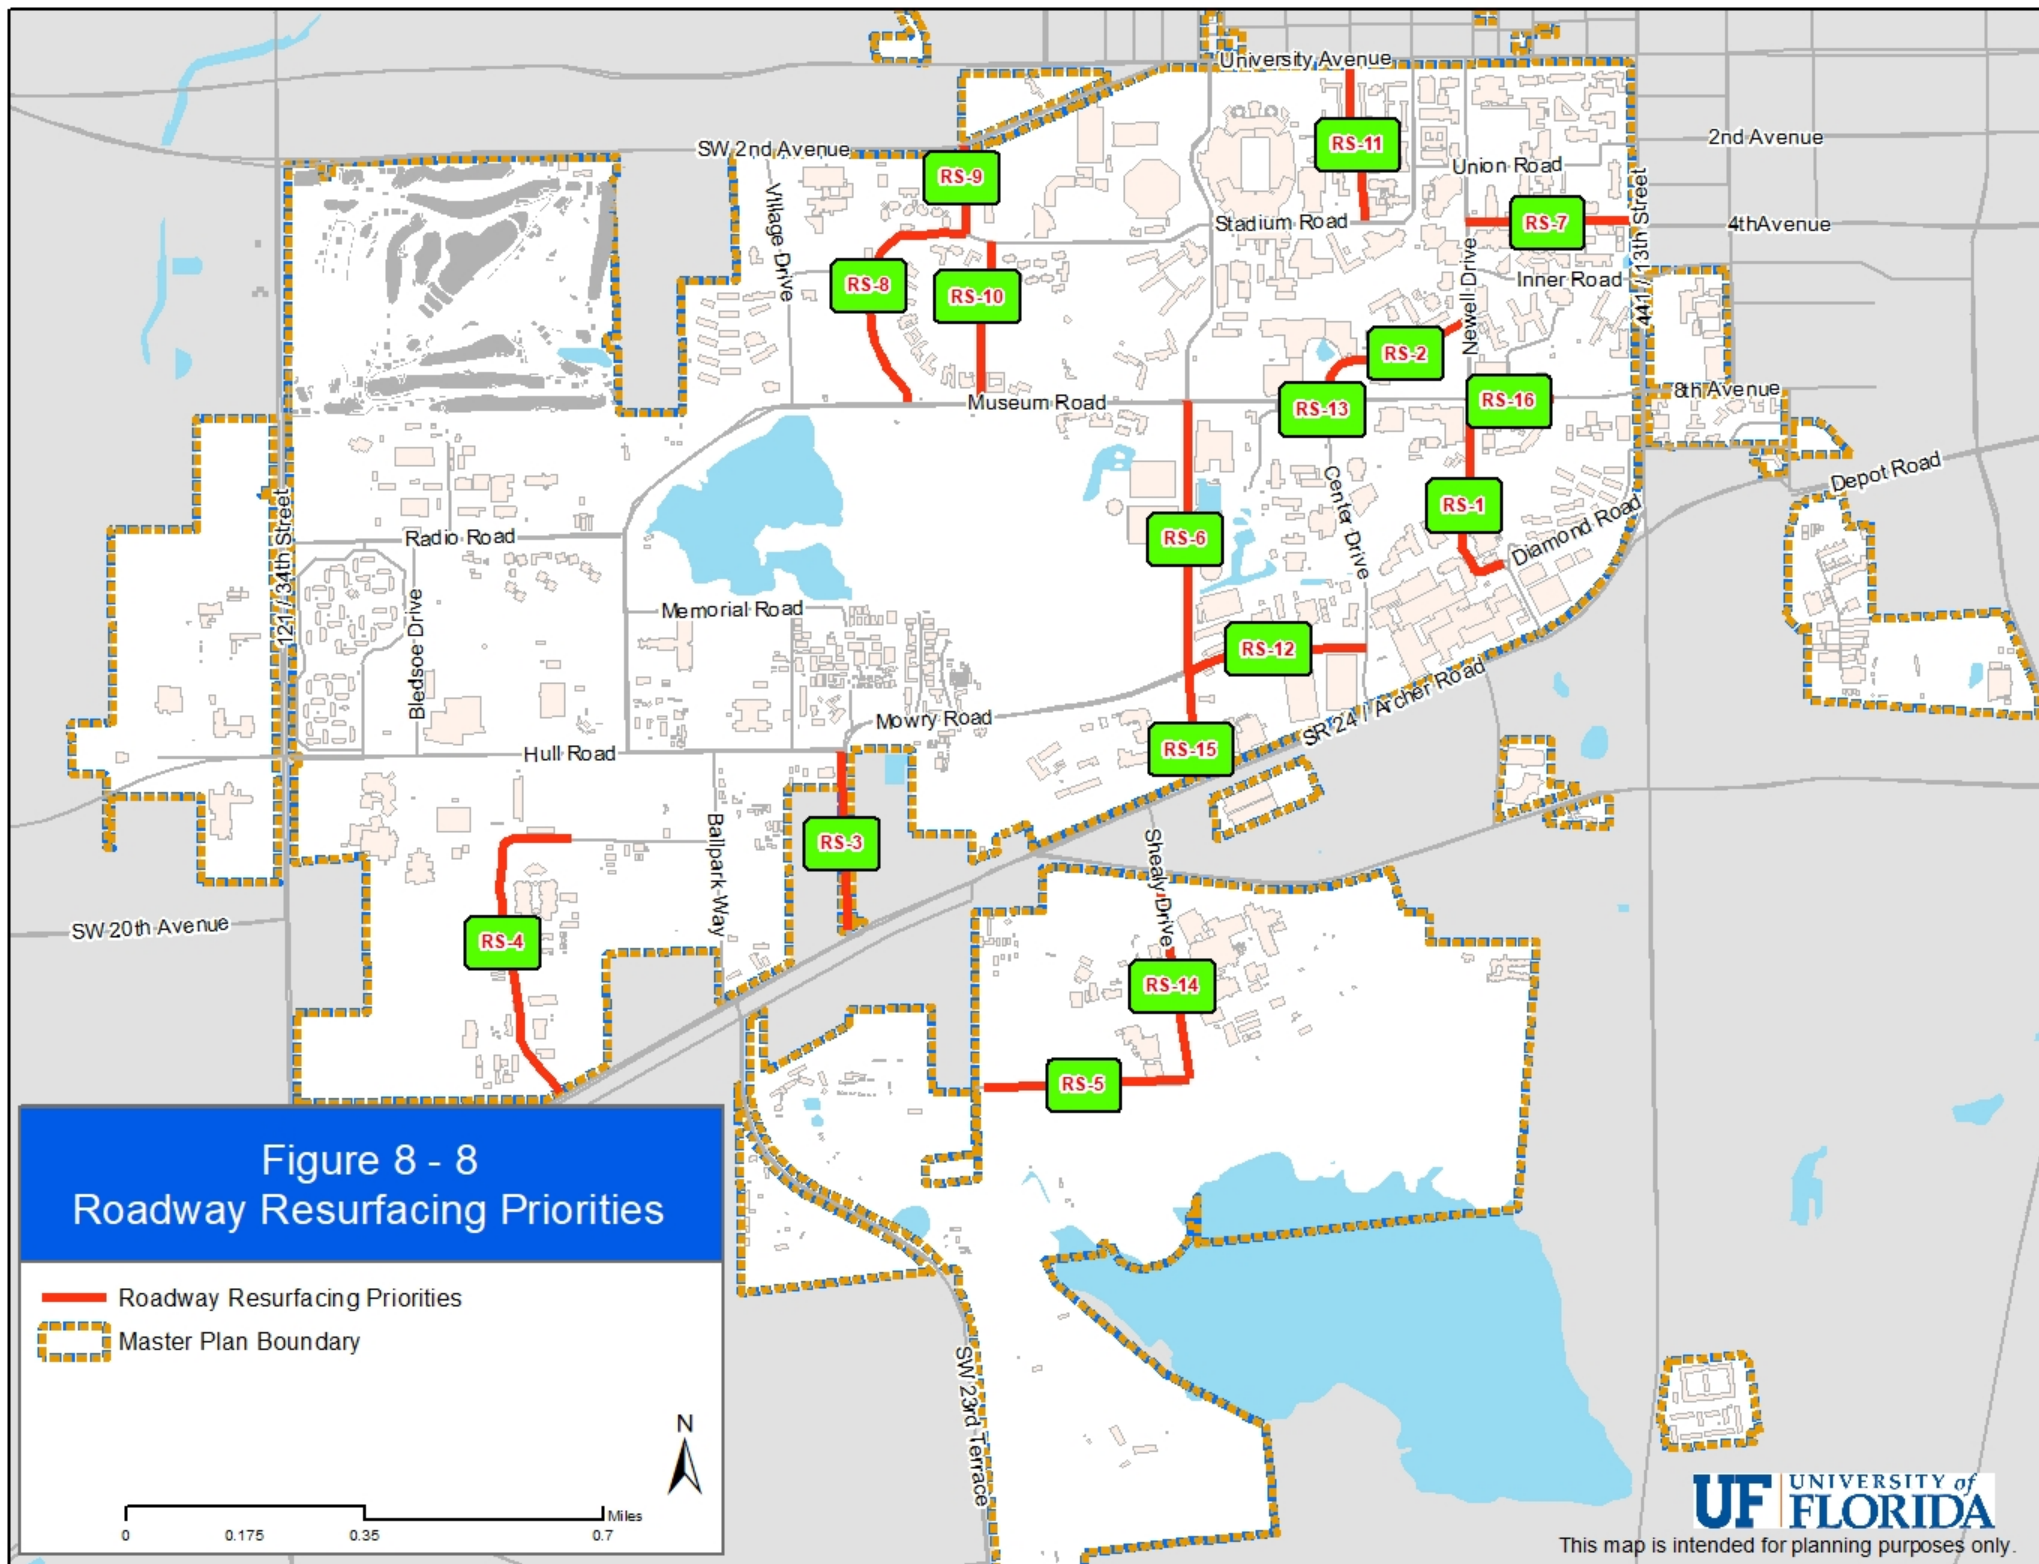 University Avenue
SW 2nd Avenue
RS-11
2nd Avenue
Union Road
RS-9
Village Drive
Stadium Road
RS-7
441 / 13th Street
4thAvenue
RS-8
RS-10
Newell Drive
Inner Road
RS-2
Museum Road
RS-13
RS-16
8th Avenue
Depot Road
121 / 34th Street
Radio Road
Center Drive
RS-1
Diamond Road
RS-6
Bledsoe Drive
Memorial Road
RS-12
Mowry Road
SR 24 / Archer Road
Hull Road
RS-15
Ballpark Way
RS-3
Shealy Drive
SW 20th Avenue
RS-4
RS-14
RS-5
Figure 8 - 8
Roadway Resurfacing Priorities
Roadway Resurfacing Priorities
Master Plan Boundary
SW 23rd Terrace
N
Miles
0 0.175 0.35 0.7
UF UNIVERSITY of
FLORIDA
This map is intended for planning purposes only.